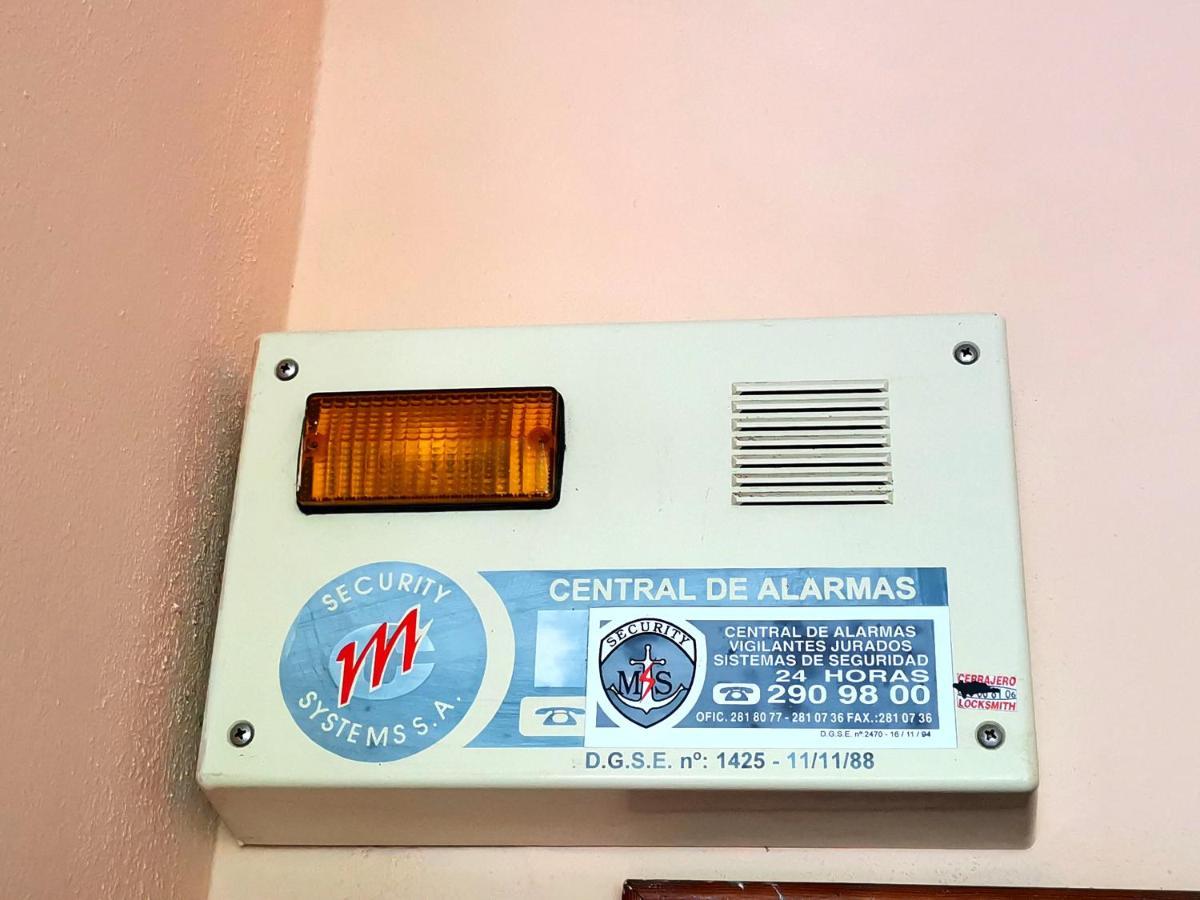 SECURITY
SYSTEMS S.A.
CENTRAL DE ALARMAS
SECURITY
MS
CENTRAL DE ALARMAS
VIGILANTES JURADOS
SISTEMAS DE SEGURIDAD
24 HORAS
290 98 00
OFIC. 281 80 77 - 281 07 36 FAX.:281 07 36
D.G.S.E. nº:2470 - 16 / 11 / 94
D.G.S.E. nº: 1425 - 11/11/88
CERRAJERO
61 06
LOCKSMITH